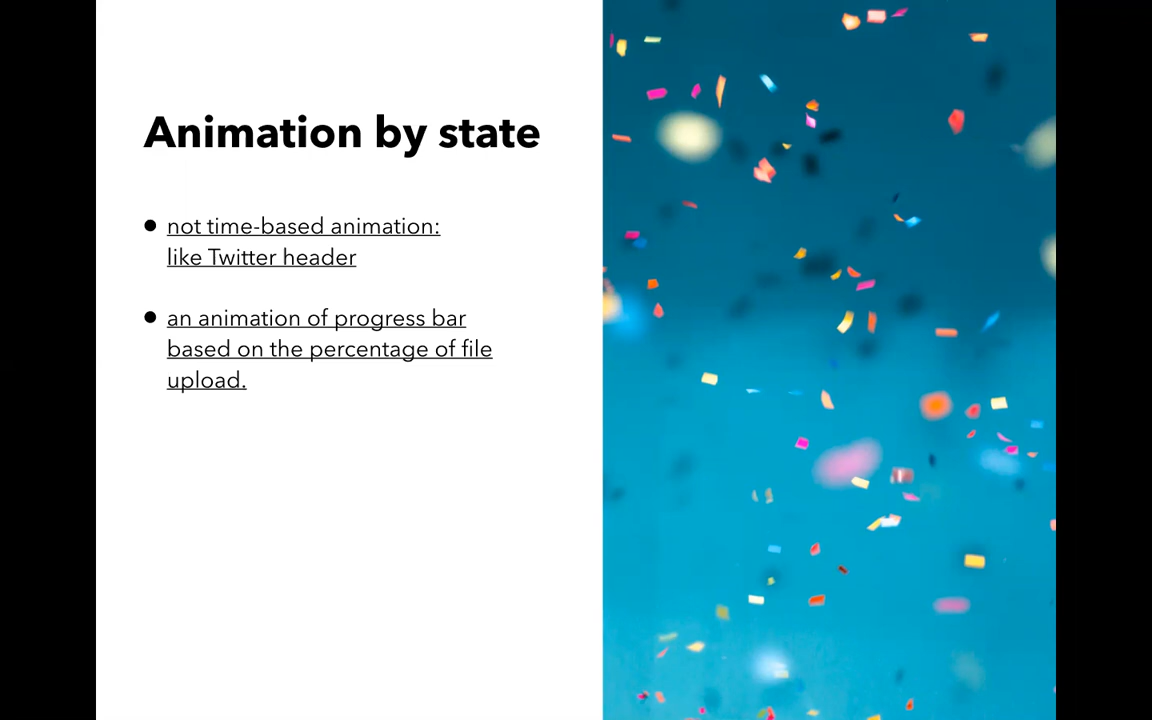 Animation by state
● not time-based animation:
like Twitter header
● an animation of progress bar
based on the percentage of file
upload.